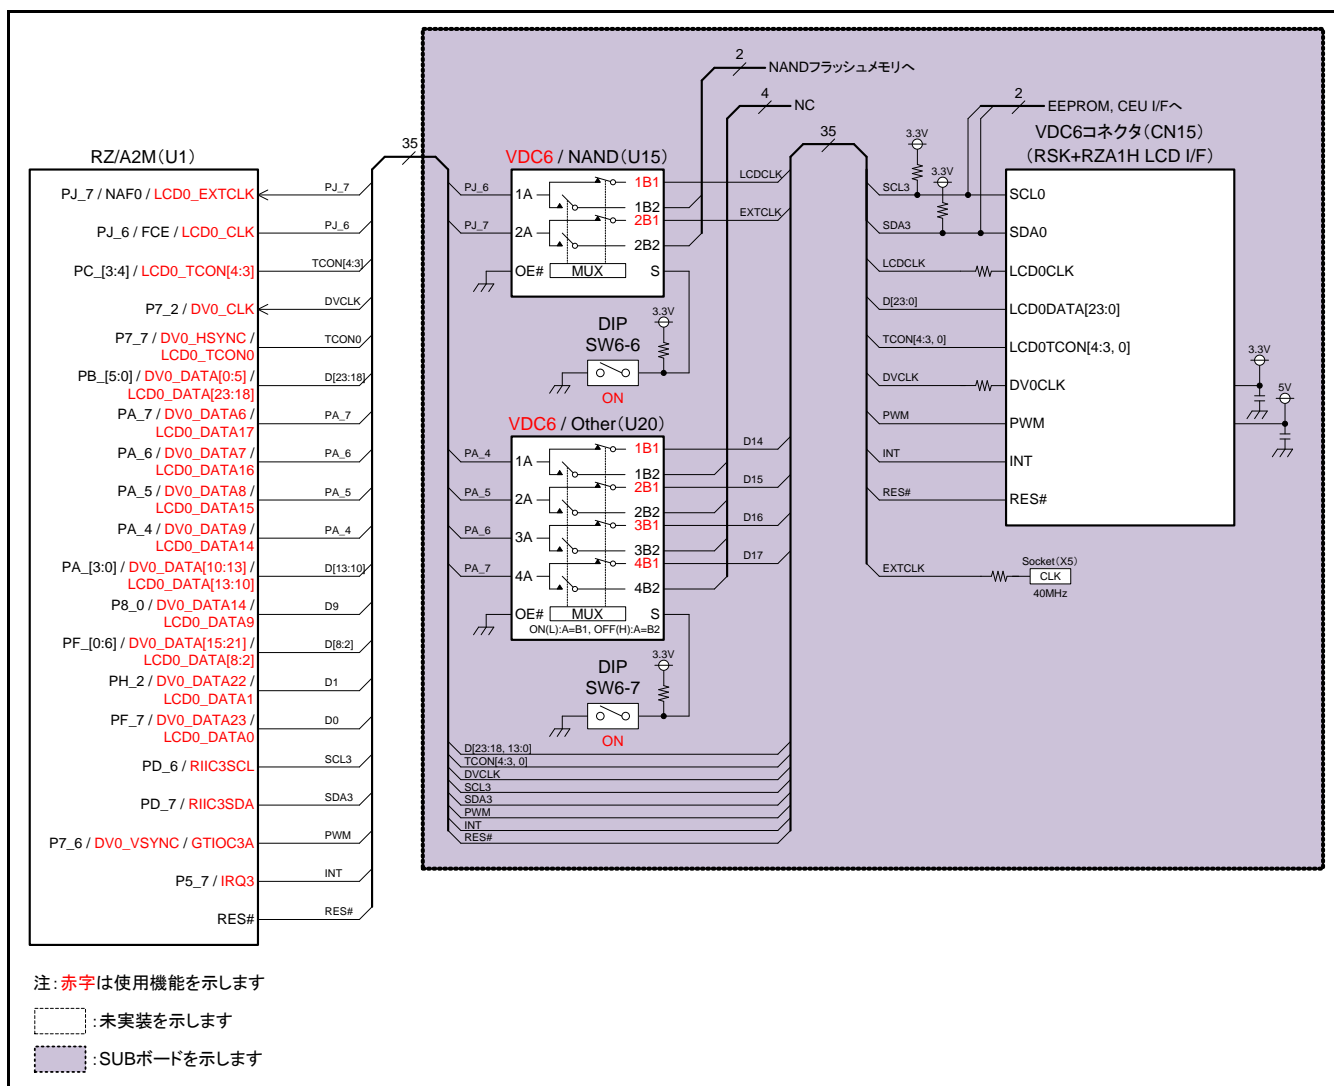 RZ/A2M(U1)
PJ_7 / NAF0 / LCD0_EXTCLK
PJ_6 / FCE / LCD0_CLK
PC_[3:4] / LCD0_TCON[4:3]
P7_2 / DV0_CLK
P7_7 / DV0_HSYNC /
LCD0_TCON0
PB_[5:0] / DV0_DATA[0:5] /
LCD0_DATA[23:18]
PA_7 / DV0_DATA6 /
LCD0_DATA17
PA_6 / DV0_DATA7 /
LCD0_DATA16
PA_5 / DV0_DATA8 /
LCD0_DATA15
PA_4 / DV0_DATA9 /
LCD0_DATA14
PA_[3:0] / DV0_DATA[10:13] /
LCD0_DATA[13:10]
P8_0 / DV0_DATA14 /
LCD0_DATA9
PF_[0:6] / DV0_DATA[15:21] /
LCD0_DATA[8:2]
PH_2 / DV0_DATA22 /
LCD0_DATA1
PF_7 / DV0_DATA23 /
LCD0_DATA0
PD_6 / RIIC3SCL
PD_7 / RIIC3SDA
P7_6 / DV0_VSYNC / GTIOC3A
P5_7 / IRQ3
RES#
PJ_7
PJ_6
TCON[4:3]
DVCLK
TCON0
D[23:18]
PA_7
PA_6
PA_5
PA_4
D[13:10]
D9
D[8:2]
D1
D0
SCL3
SDA3
PWM
INT
RES#
35
VDC6 / NAND(U15)
PJ_6
PJ_7
1A
2A
OE#
MUX
S
1B1
1B2
2B1
2B2
LCDCLK
EXTCLK
2
NANDフラッシュメモリへ
4
NC
DIP
SW6-6
3.3V
ON
VDC6 / Other(U20)
PA_4
PA_5
PA_6
PA_7
1A
2A
3A
4A
OE#
MUX
S
ON(L):A=B1, OFF(H):A=B2
1B1
1B2
2B1
2B2
3B1
3B2
4B1
4B2
D14
D15
D16
D17
DIP
SW6-7
3.3V
ON
D[23:18, 13:0]
TCON[4:3, 0]
DVCLK
SCL3
SDA3
PWM
INT
RES#
35
2
EEPROM, CEU I/Fへ
VDC6コネクタ(CN15)
(RSK+RZA1H LCD I/F)
3.3V
3.3V
SCL3
SDA3
LCDCLK
D[23:0]
TCON[4:3, 0]
DVCLK
PWM
INT
RES#
EXTCLK
SCL0
SDA0
LCD0CLK
LCD0DATA[23:0]
LCD0TCON[4:3, 0]
DV0CLK
PWM
INT
RES#
3.3V
5V
Socket(X5)
CLK
40MHz
注:赤字は使用機能を示します
:未実装を示します
:SUBボードを示します